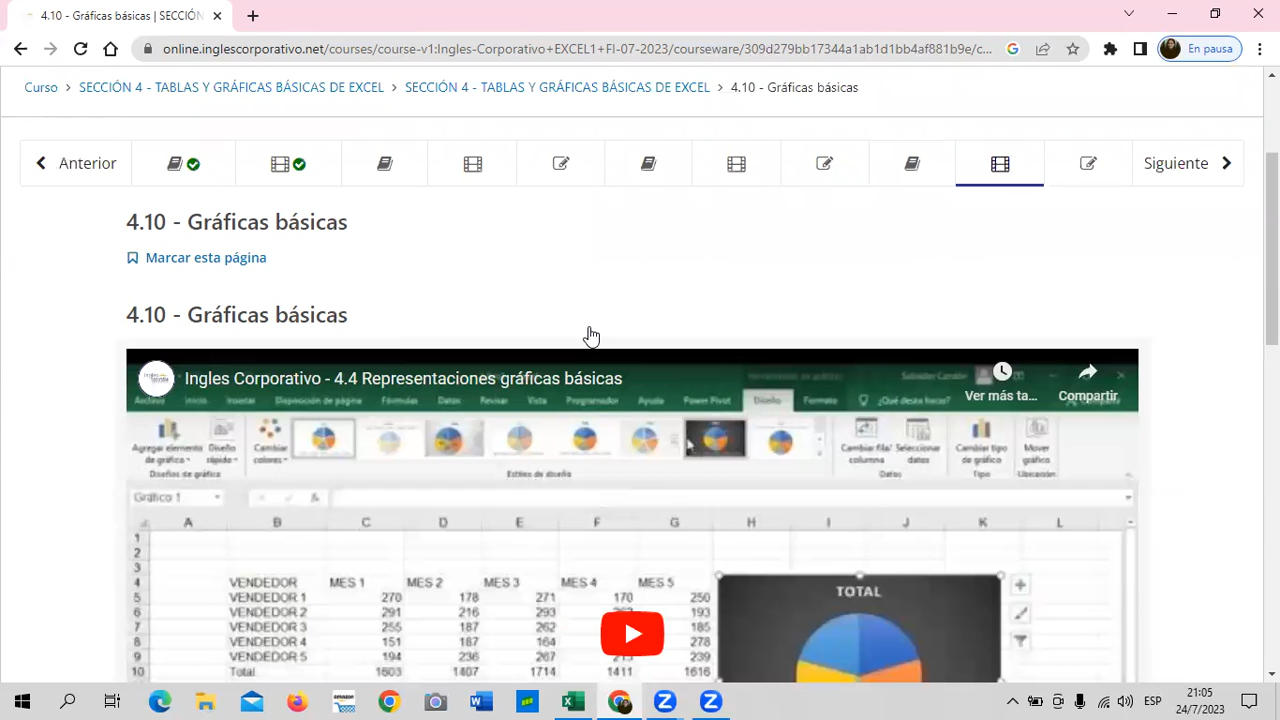 4.10 - Gráficas básicas | SECCIÓN
online.inglescorporativo.net/courses/course-v1:Ingles-Corporativo+EXCEL1+FI-07-2023/courseware/309d279bb17344a1ab1d1bb4af881b9e/c...
En pausa
Curso > SECCIÓN 4 - TABLAS Y GRÁFICAS BÁSICAS DE EXCEL > SECCIÓN 4 - TABLAS Y GRÁFICAS BÁSICAS DE EXCEL > 4.10 - Gráficas básicas
Anterior
Siguiente
4.10 - Gráficas básicas
Marcar esta página
4.10 - Gráficas básicas
Ingles Corporativo - 4.4 Representaciones gráficas básicas
Ver más ta...
Compartir
Archivo Inicio Insertar Disposición de página Fórmulas Datos Revisar Vista Programador Ayuda Power Pivot Diseño Formato ¿Qué desea hacer?
Agregar elemento de gráfico
Diseño rápido
Cambiar colores
Cambiar fila/ columna
Seleccionar datos
Cambiar tipo de gráfico
Mover gráfico
Diseños de gráfico
Estilos de diseño
Datos
Tipo
Ubicación
Gráfico 1
fx
A B C D E F G H I J K L
1
2
3
4 VENDEDOR MES 1 MES 2 MES 3 MES 4 MES 5
5 VENDEDOR 1 270 178 271 170 250
6 VENDEDOR 2 291 216 293 193
7 VENDEDOR 3 255 187 262 185
8 VENDEDOR 4 151 187 164 278
9 VENDEDOR 5 194 236 267 239
10 Total 1603 1407 1714 1411 1616
TOTAL
ESP
21:05
24/7/2023